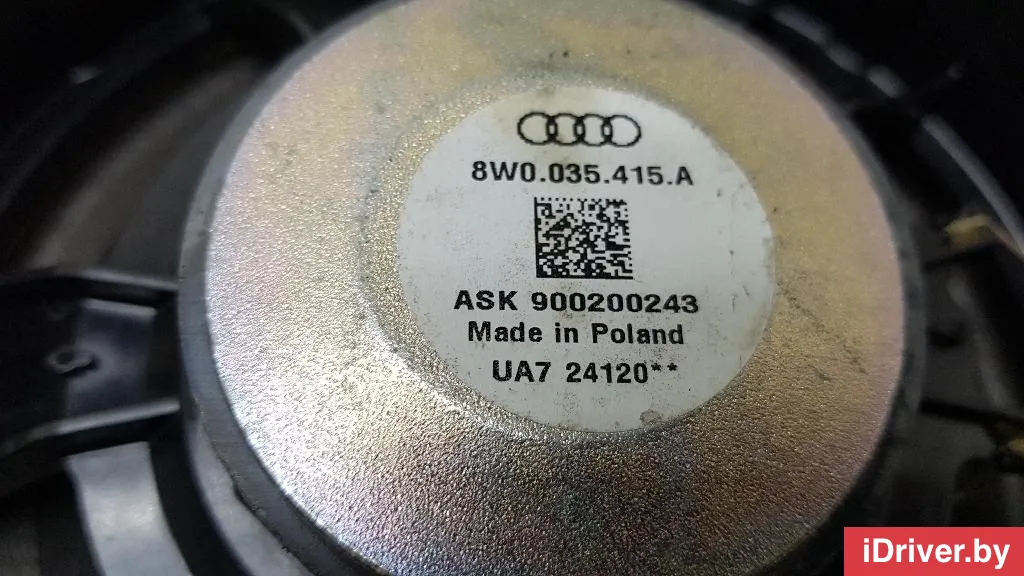 8W0.035.415.A
ASK 900200243
Made in Poland
UA7 24120**
iDriver.by